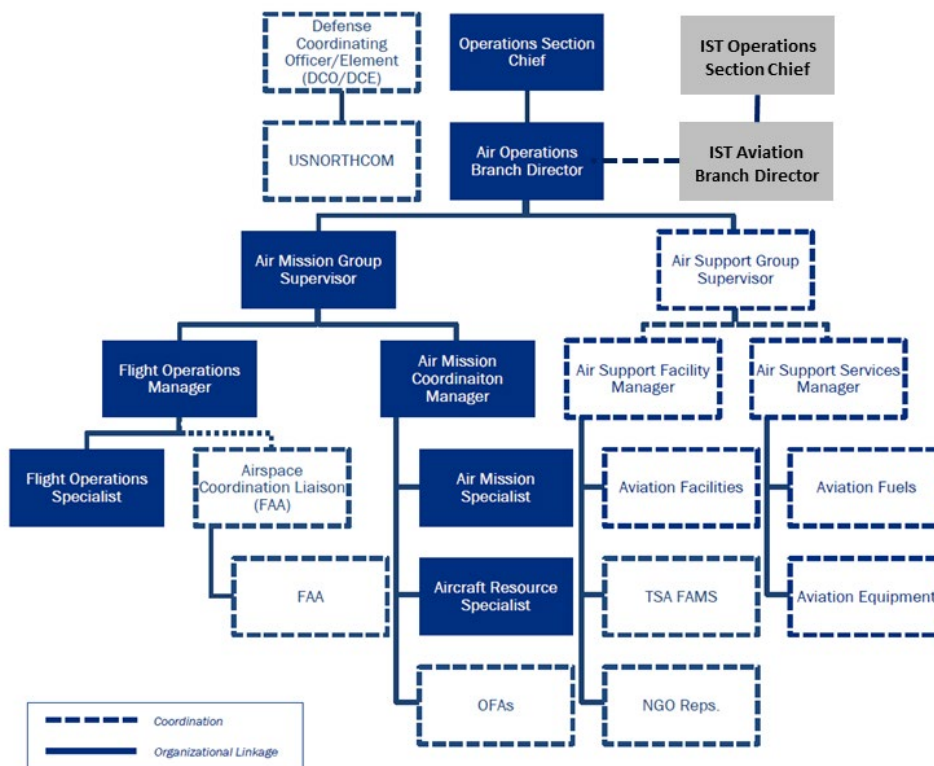 Defense
Coordinating
Officer/Element
(DCO/DCE)
Operations Section
Chief
IST Operations
Section Chief
USNORTHCOM
Air Operations
Branch Director
IST Aviation
Branch Director
Air Mission Group
Supervisor
Air Support Group
Supervisor
Flight Operations
Manager
Air Mission
Coordinaiton
Manager
Air Support Facility
Manager
Air Support Services
Manager
Flight Operations
Specialist
Airspace
Coordination Liaison
(FAA)
Air Mission
Specialist
Aviation Facilities
Aviation Fuels
FAA
Aircraft Resource
Specialist
TSA FAMS
Aviation Equipment
OFAs
NGO Reps.
Coordination
Organizational Linkage